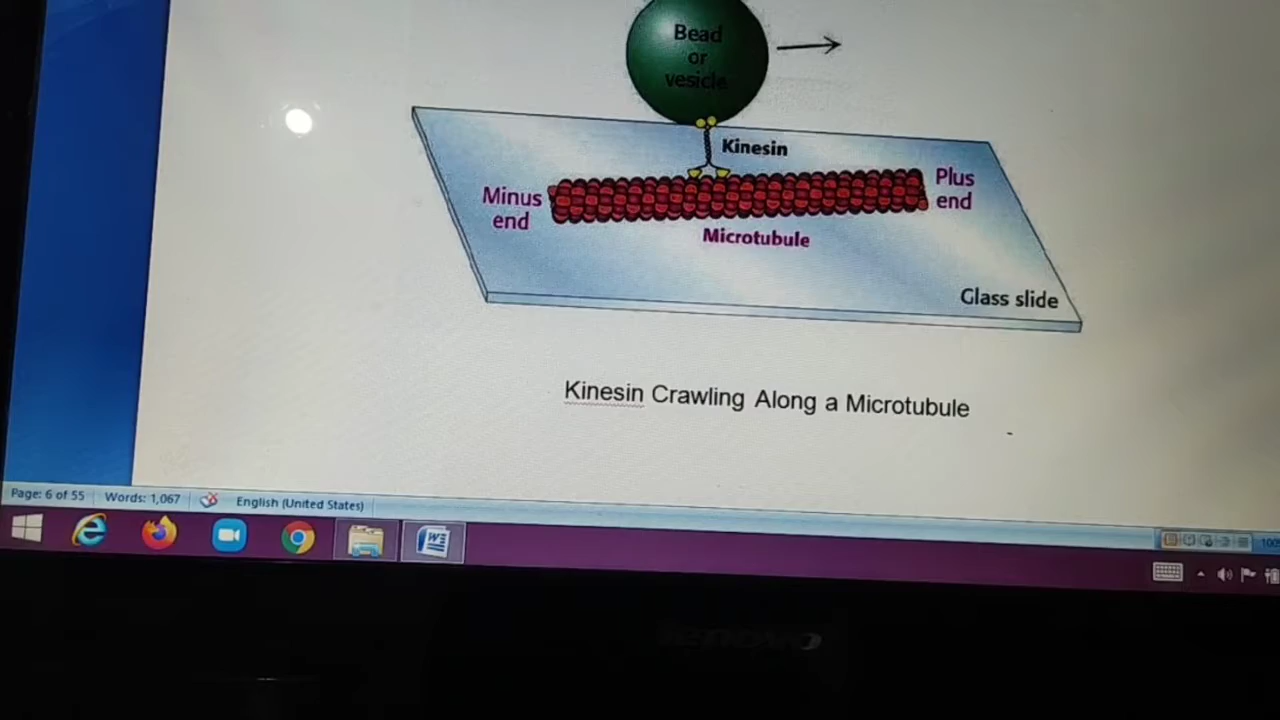 Bead
or
vesicle
Kinesin
Minus
end
Plus
end
Microtubule
Glass slide
Kinesin Crawling Along a Microtubule
Page: 6 of 55 Words: 1,067 English (United States)